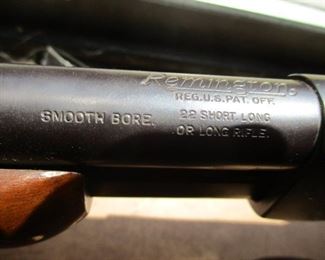 Remington,
REG. U.S. PAT. OFF.
SMOOTH BORE. 22 SHORT LONG
OR LONG RIFLE.